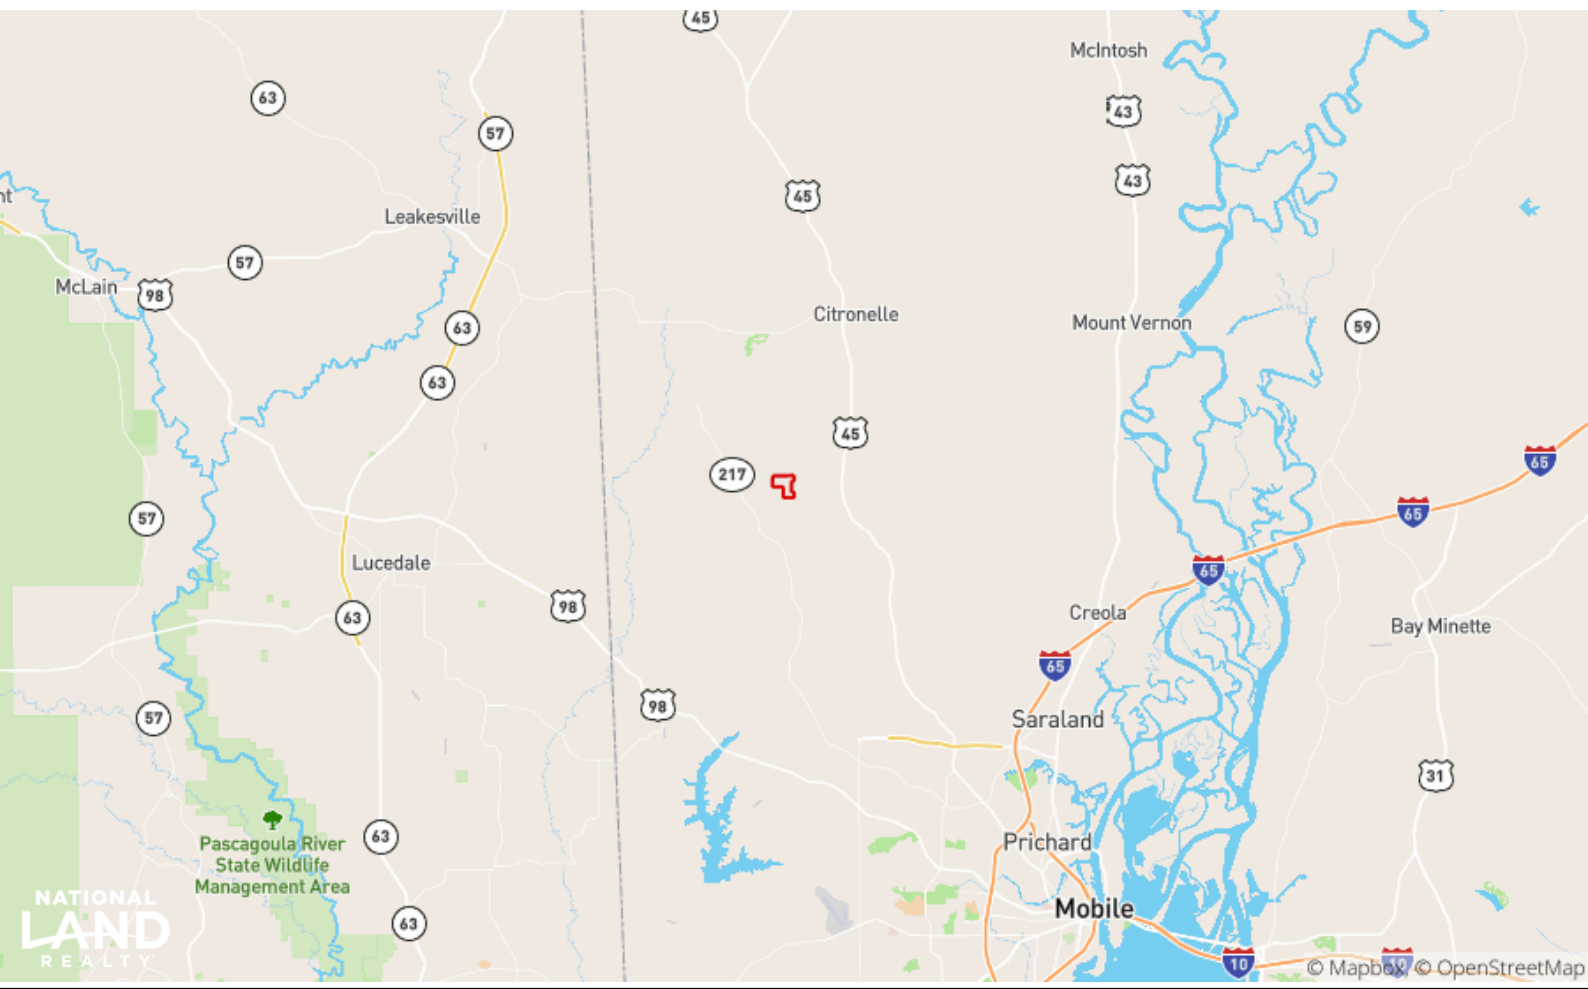 45
McIntosh
63
43
57
43
nt
45
Leakesville
57
McLain
98
Citronelle
Mount Vernon
63
59
63
45
65
217
65
57
Lucedale
65
98
Creola
63
Bay Minette
65
98
57
Saraland
31
Pascagoula River
State Wildlife
Management Area
63
Prichard
Mobile
63
NATIONAL
LAND
REALTY
10
10
© Mapbox, © OpenStreetMap